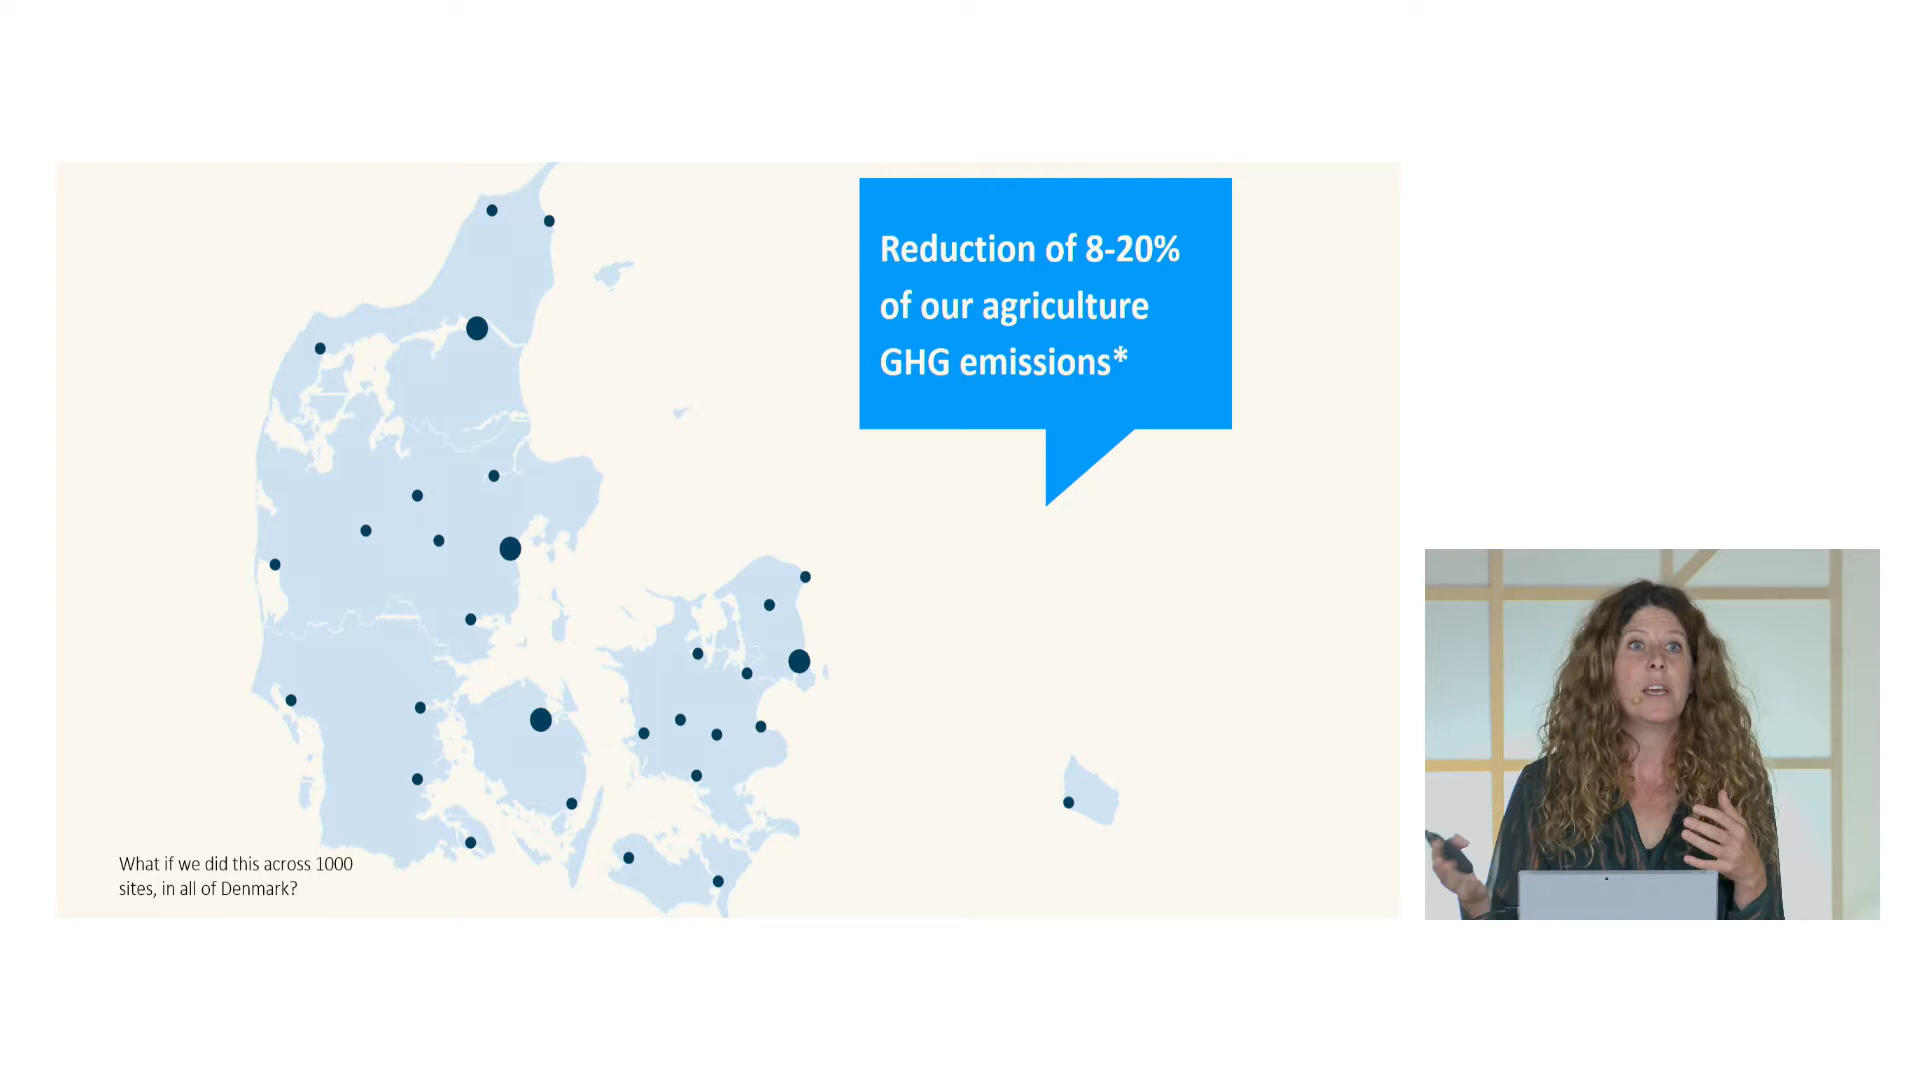 Reduction of 8-20%
of our agriculture
GHG emissions*
What if we did this across 1000
sites, in all of Denmark?